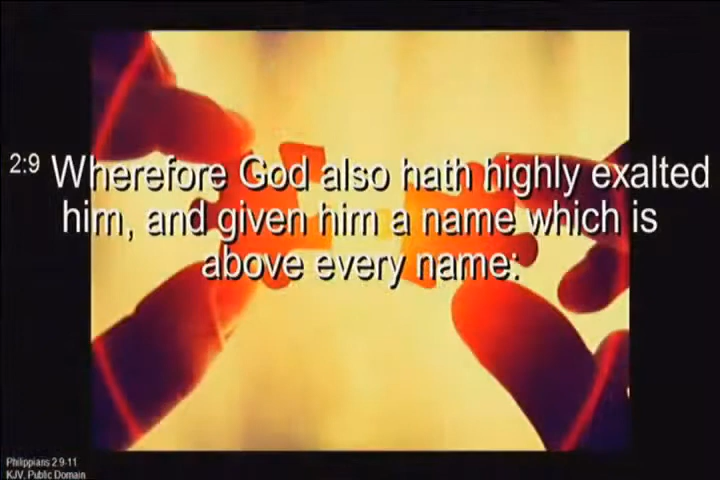 2:9 Wherefore God also hath highly exalted
him, and given him a name which is
above every name:
Philippians 2.9-11
KJV, Public Domain